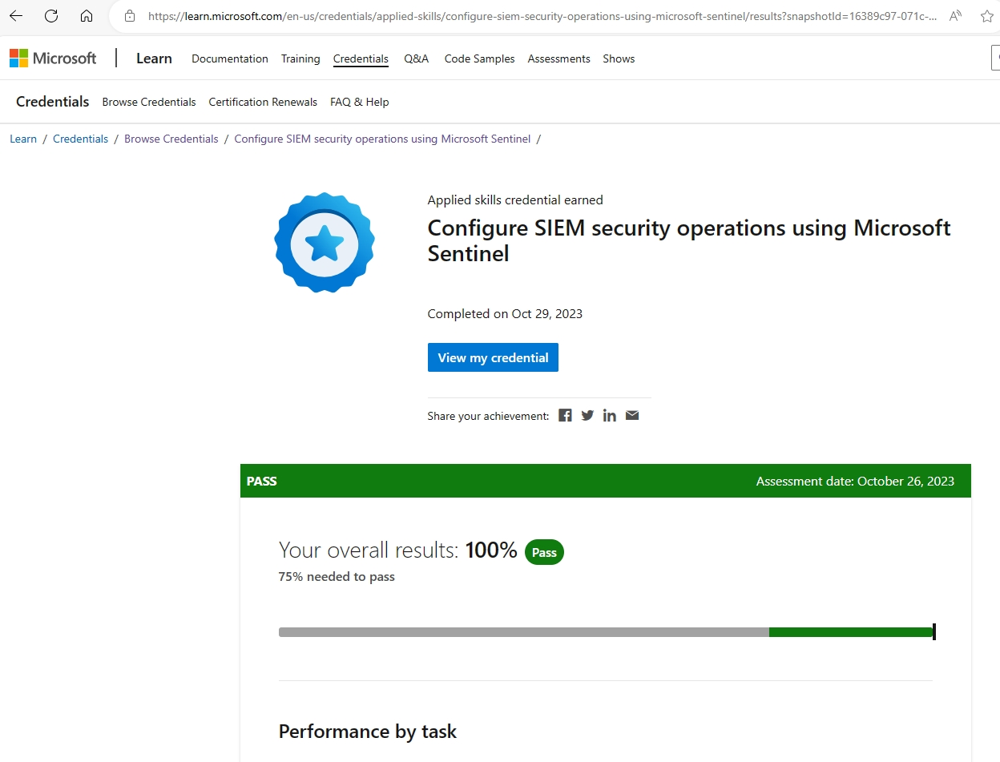 https://learn.microsoft.com/en-us/credentials/applied-skills/configure-siem-security-operations-using-microsoft-sentinel/results?snapshotId=16389c97-071c-...
Microsoft | Learn Documentation Training Credentials Q&A Code Samples Assessments Shows
Credentials Browse Credentials Certification Renewals FAQ & Help
Learn / Credentials / Browse Credentials / Configure SIEM security operations using Microsoft Sentinel /
Applied skills credential earned
Configure SIEM security operations using Microsoft
Sentinel
Completed on Oct 29, 2023
View my credential
Share your achievement:
PASS Assessment date: October 26, 2023
Your overall results: 100% Pass
75% needed to pass
Performance by task